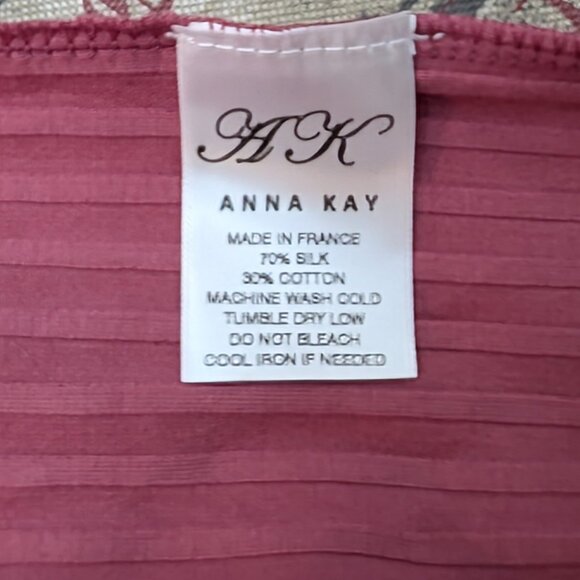 AK
ANNA KAY
MADE IN FRANCE
70% SILK
30% COTTON
MACHINE WASH COLD
TUMBLE DRY LOW
DO NOT BLEACH
COOL IRON IF NEEDED